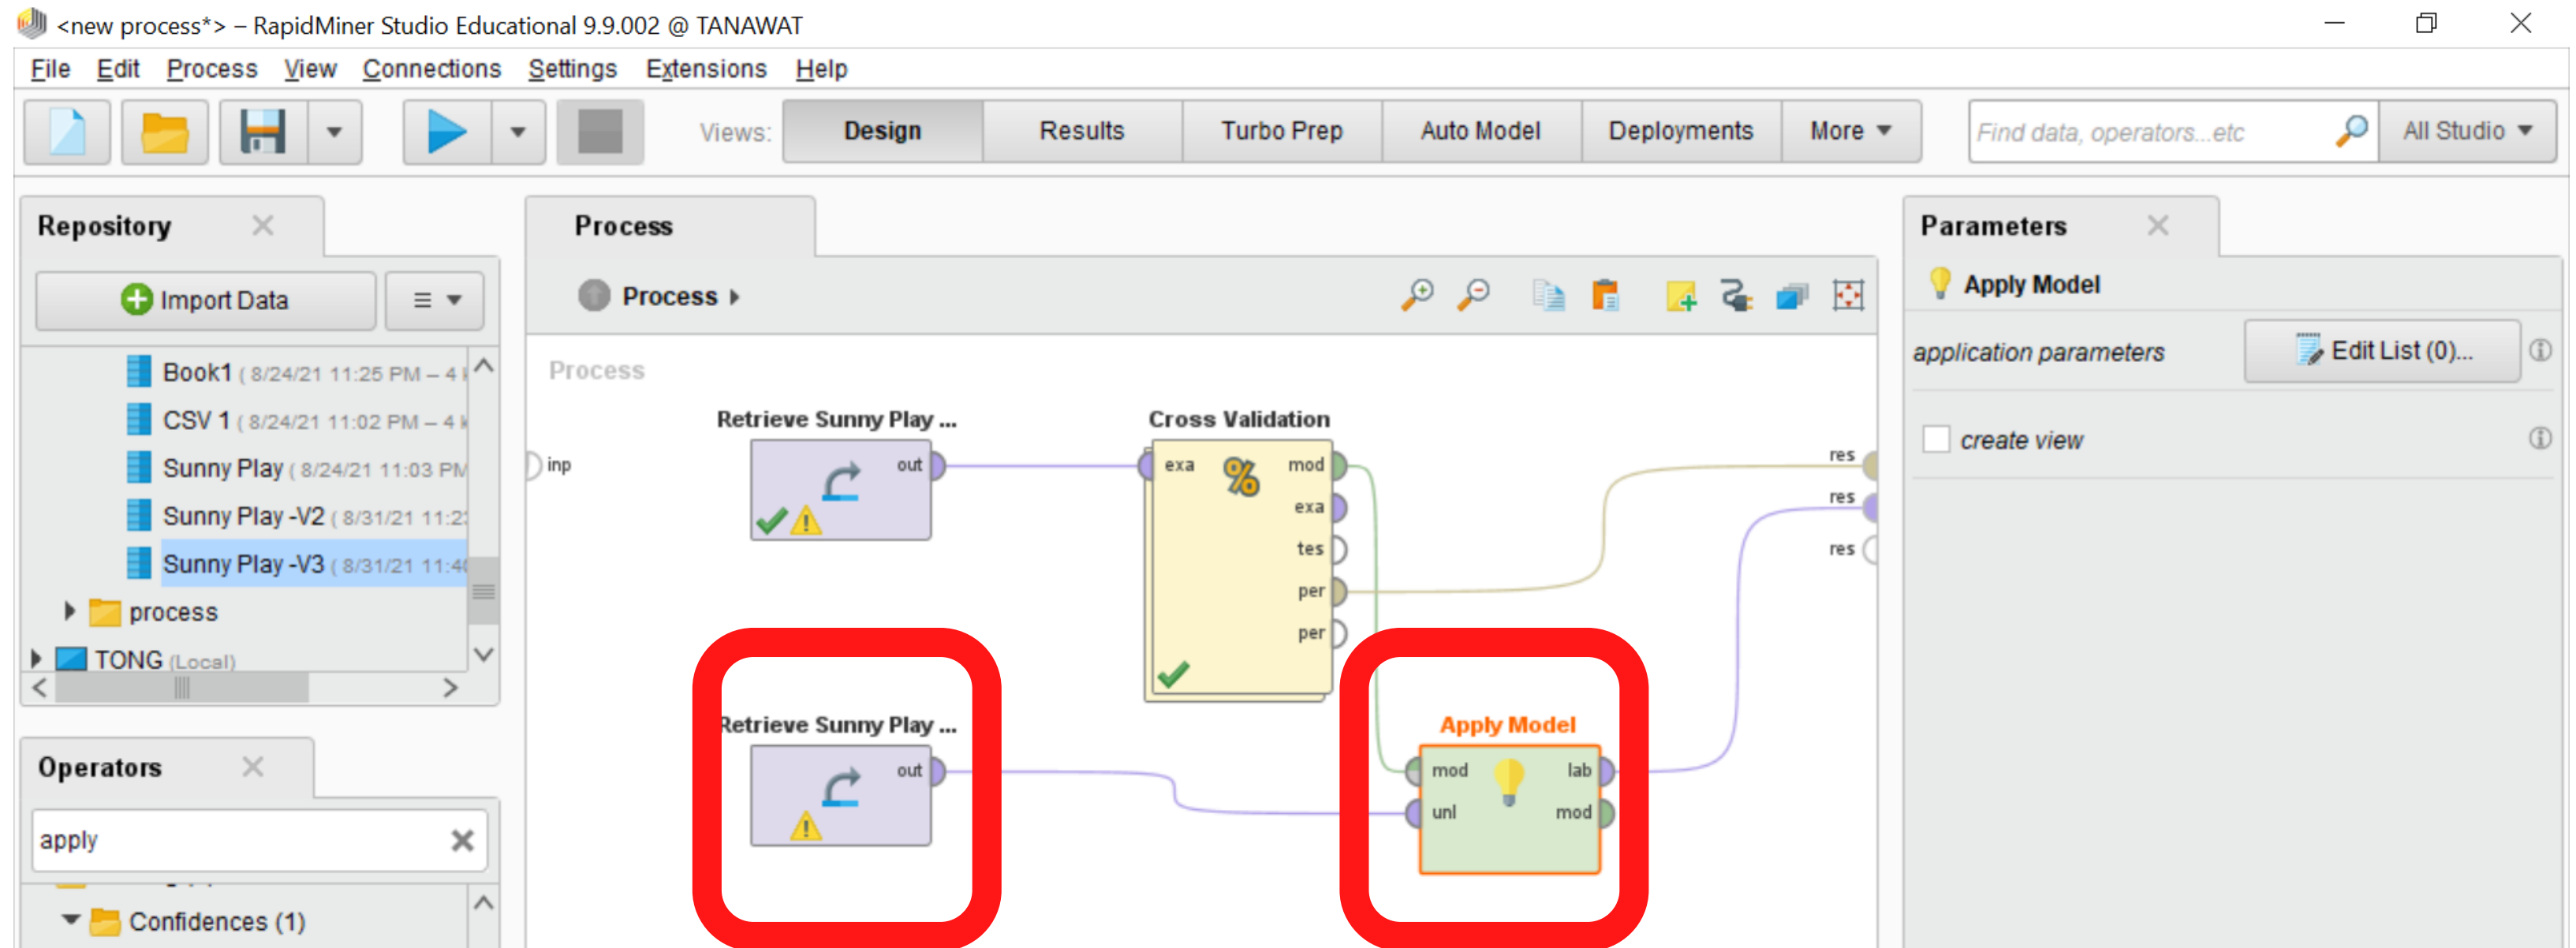 <new process*> – RapidMiner Studio Educational 9.9.002 @ TANAWAT
File Edit Process View Connections Settings Extensions Help
Views: Design Results Turbo Prep Auto Model Deployments More Find data, operators...etc All Studio
Repository
Import Data
Book1 ( 8/24/21 11:25 PM – 4
CSV 1 ( 8/24/21 11:02 PM – 4
Sunny Play ( 8/24/21 11:03 PM
Sunny Play -V2 ( 8/31/21 11:2
Sunny Play -V3 ( 8/31/21 11:4
process
TONG (Local)
Operators
apply
Confidences (1)
Process
Process
Process
inp
Retrieve Sunny Play ...
out
Cross Validation
exa mod
exa
tes
per
per
res
res
res
Retrieve Sunny Play ...
out
Apply Model
mod lab
unl mod
Parameters
Apply Model
application parameters Edit List (0)...
create view